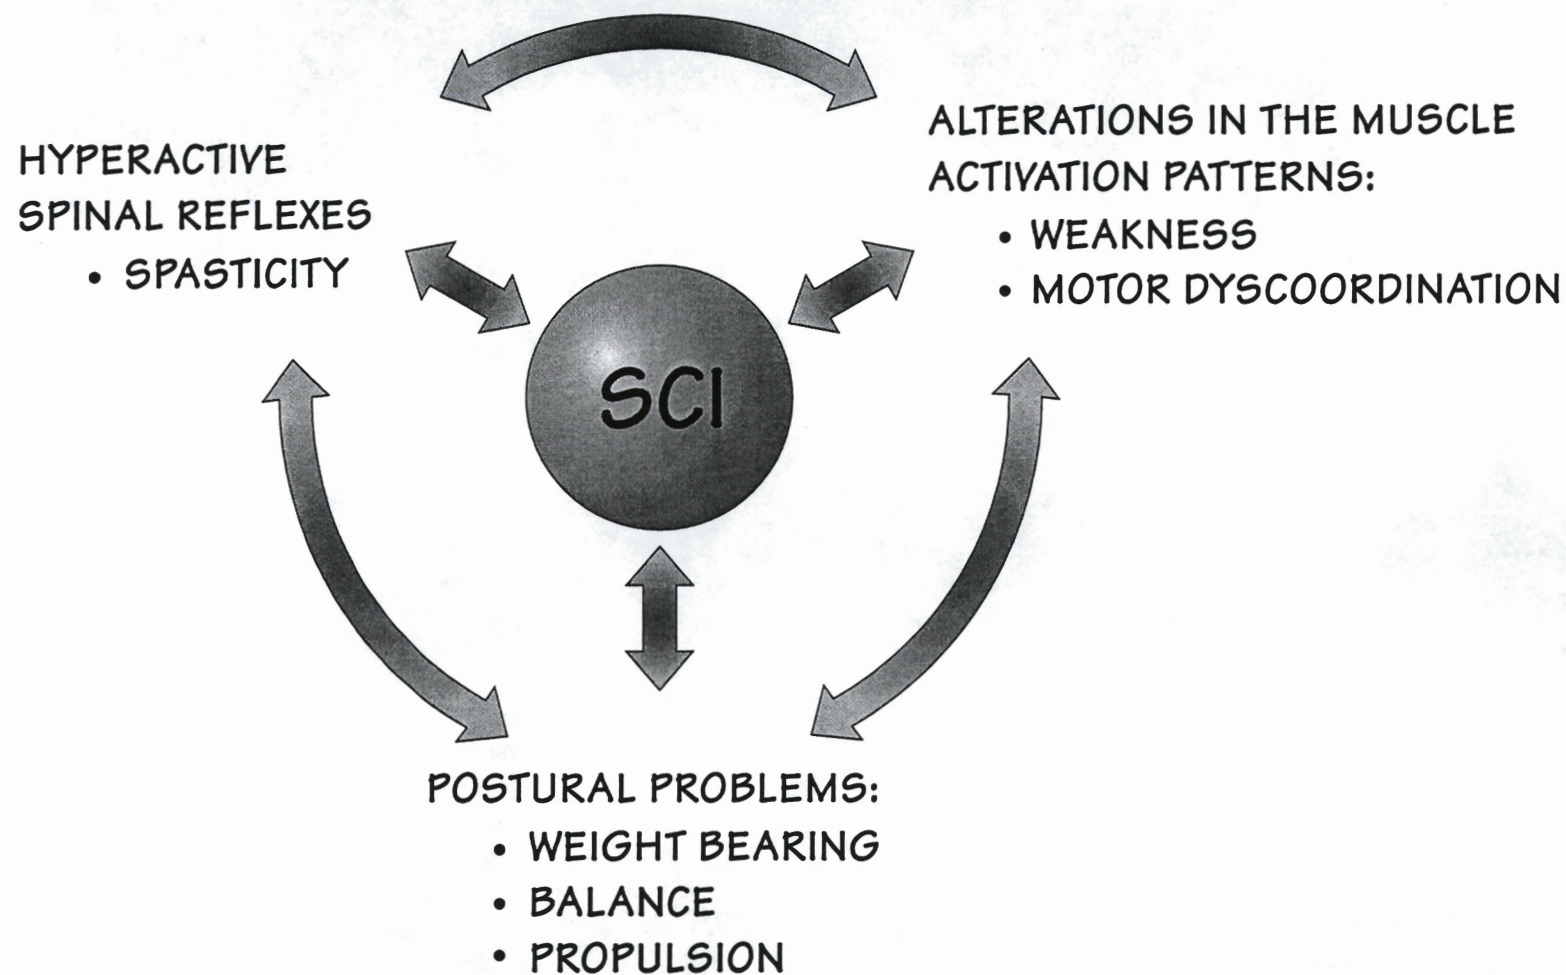 HYPERACTIVE
SPINAL REFLEXES
• SPASTICITY
ALTERATIONS IN THE MUSCLE
ACTIVATION PATTERNS:
• WEAKNESS
• MOTOR DYSCOORDINATION
SCI
POSTURAL PROBLEMS:
• WEIGHT BEARING
• BALANCE
• PROPULSION